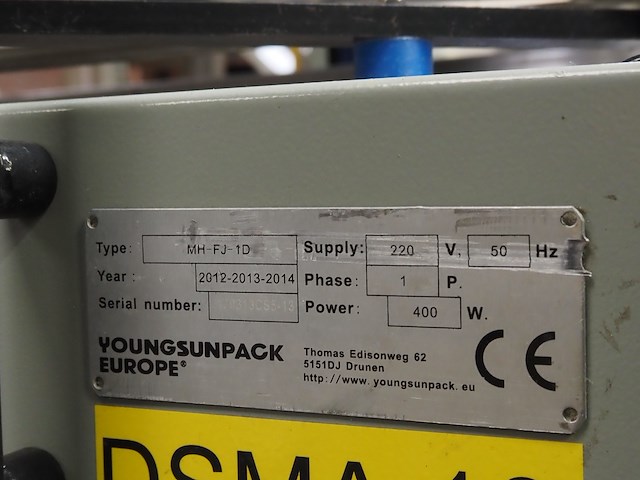 Type: MH-FJ-1D Supply: 220 V, 50 Hz
Year: 2012-2013-2014 Phase: 1 P.
Serial number: Power: 400 W.
YOUNGSUNPACK
EUROPE®
Thomas Edisonweg 62
5151DJ Drunen
http://www.youngsunpack.eu
CE
DSMA